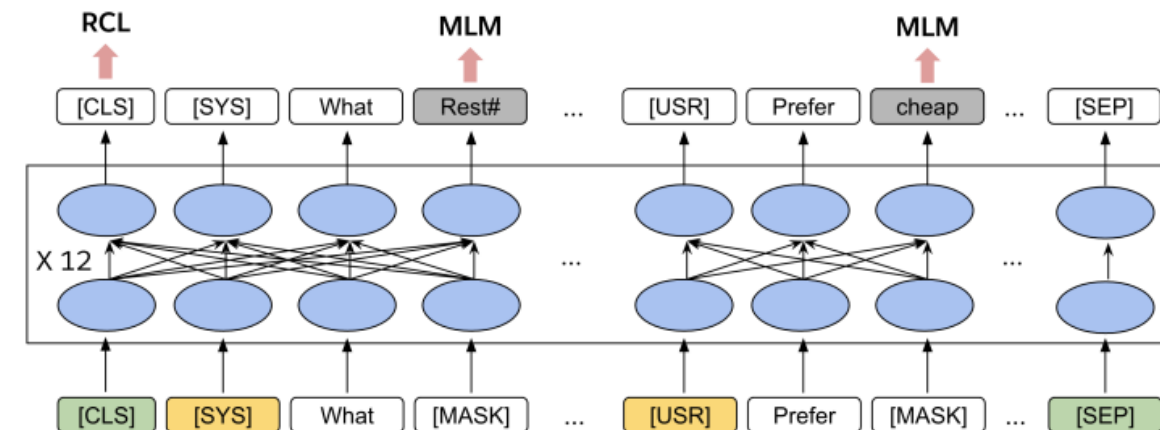 RCL MLM MLM
[CLS] [SYS] What Rest# ... [USR] Prefer cheap ... [SEP]
X 12 ... ...
[CLS] [SYS] What [MASK] ... [USR] Prefer [MASK] ... [SEP]